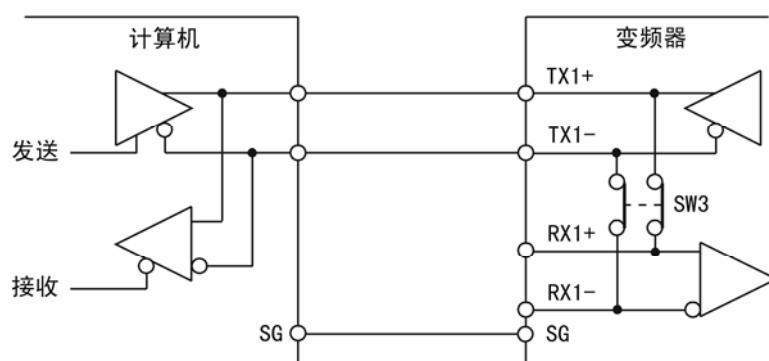 计算机
变频器
TX1+
发送
TX1-
SW3
RX1+
接收
RX1-
SG
SG